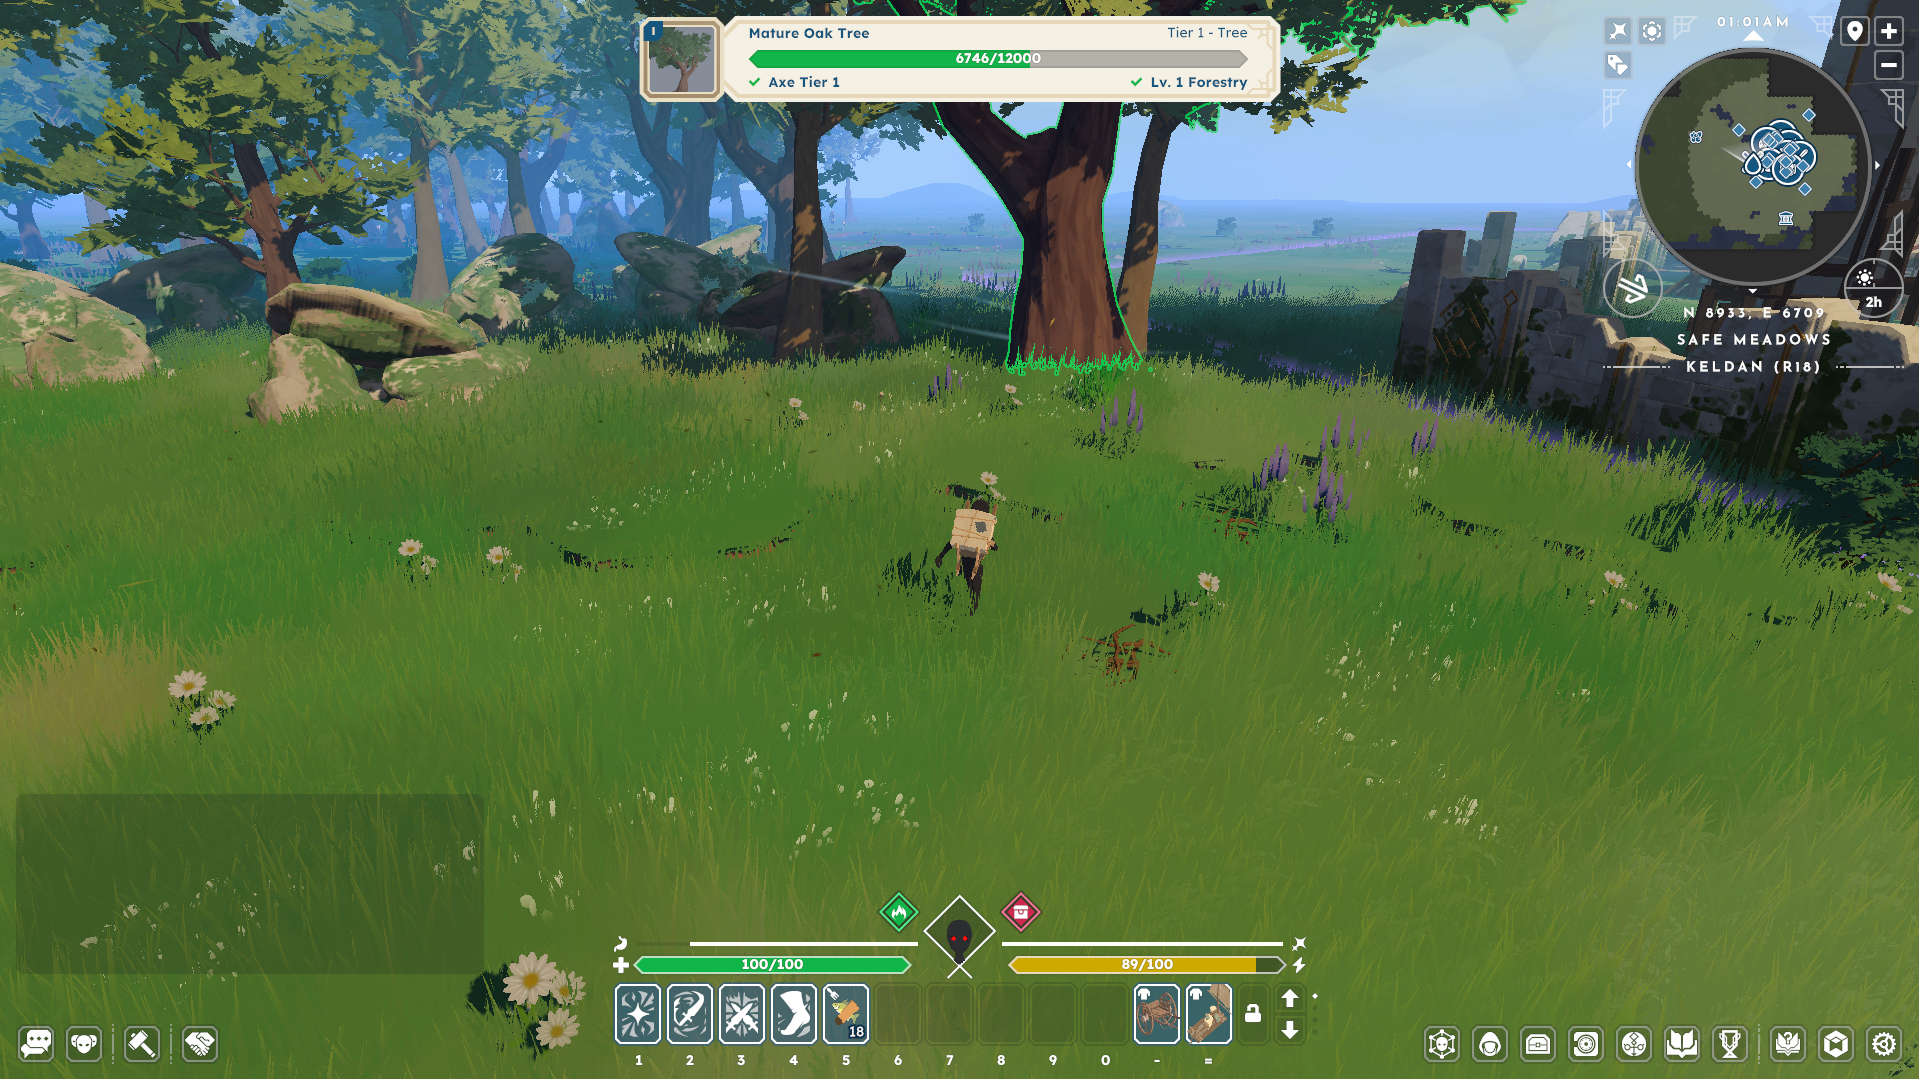 I
Mature Oak Tree
Tier 1 - Tree
6746/12000
Axe Tier 1
Lv. 1 Forestry
01:01AM
2h
N 8933, E 6709
SAFE MEADOWS
KELDAN (R18)
100/100
89/100
18
1 2 3 4 5 6 7 8 9 0 - =